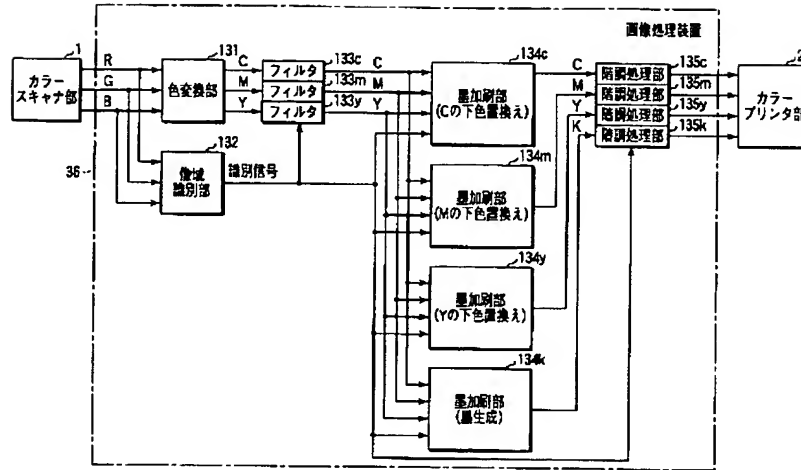 画像処理装置
1
カラー
スキャナ部
R
G
B
131
色変換部
C
M
Y
133c
フィルタ
133m
フィルタ
133y
フィルタ
C
M
Y
132
像域
識別部
識別信号
36
134c
墨加刷部
(Cの下色置換え)
134m
墨加刷部
(Mの下色置換え)
134y
墨加刷部
(Yの下色置換え)
134k
墨加刷部
(墨生成)
C
M
Y
K
135c
階調処理部
135m
階調処理部
135y
階調処理部
135k
階調処理部
2
カラー
プリンタ部